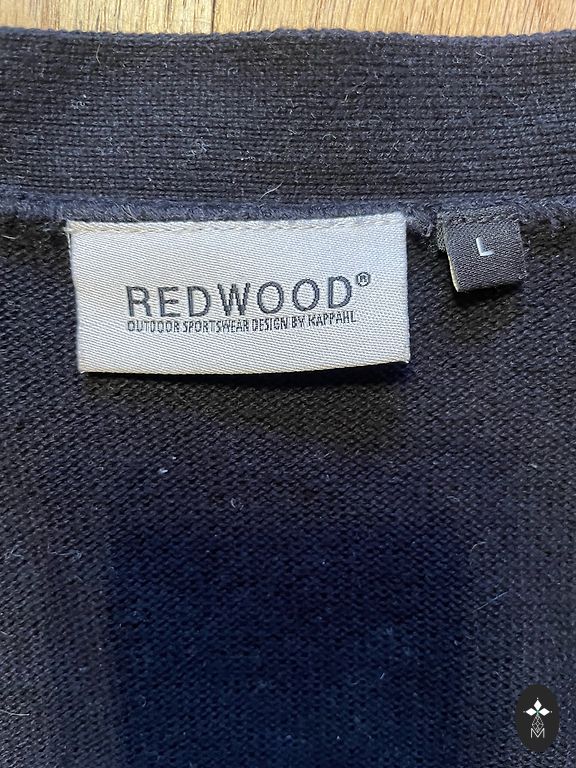 REDWOOD®
OUTDOOR SPORTSWEAR DESIGN BY KAPPAHL
L
M